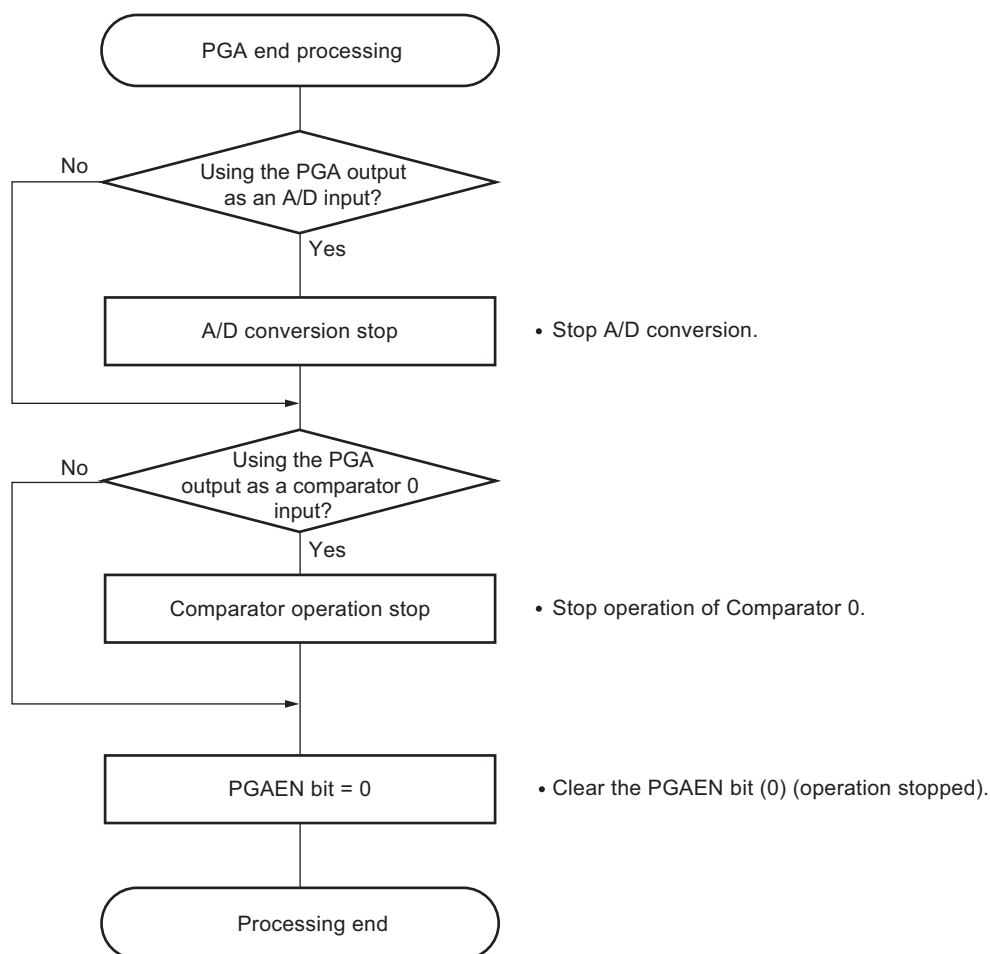 PGA end processing
No
Using the PGA output
as an A/D input?
Yes
A/D conversion stop
• Stop A/D conversion.
No
Using the PGA
output as a comparator 0
input?
Yes
Comparator operation stop
• Stop operation of Comparator 0.
PGAEN bit = 0
• Clear the PGAEN bit (0) (operation stopped).
Processing end